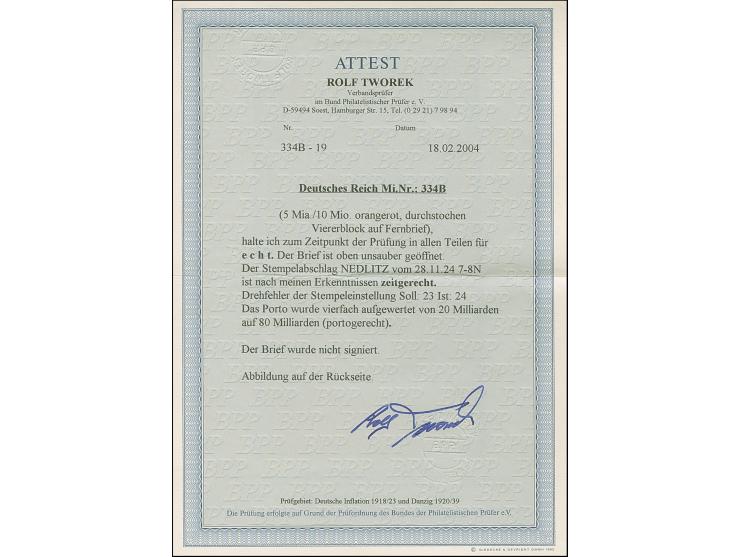 ATTEST
ROLF TWOREK
Verbandsprüfer
im Bund Philatelistischer Prüfer e. V.
D-59494 Soest, Hamburger Str. 15, Tel. (0 29 21) 7 98 94
Nr. Datum
334B - 19 18.02.2004
Deutsches Reich Mi.Nr.: 334B
(5 Mia./10 Mio. orangerot, durchstochen
Viererblock auf Fernbrief),
halte ich zum Zeitpunkt der Prüfung in allen Teilen für
e c h t. Der Brief ist oben unsauber geöffnet.
Der Stempelabschlag NEDLITZ vom 28.11.24 7-8N
ist nach meinen Erkenntnissen zeitgerecht.
Drehfehler der Stempeleinstellung Soll: 23 Ist: 24
Das Porto wurde vierfach aufgewertet von 20 Milliarden
auf 80 Milliarden (portogerecht).
Der Brief wurde nicht signiert.
Abbildung auf der Rückseite.
Rolf Tworek
Prüfgebiet: Deutsche Inflation 1918/23 und Danzig 1920/39
Die Prüfung erfolgte auf Grund der Prüfordnung des Bundes der Philatelistischen Prüfer e.V.